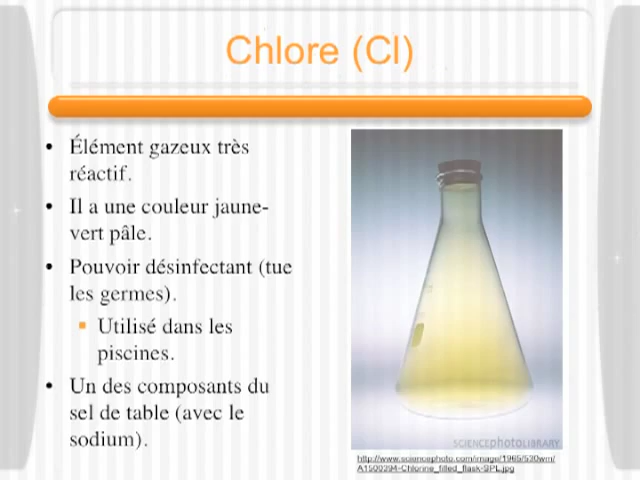 Chlore (Cl)
• Élément gazeux très
réactif.
• Il a une couleur jaune-
vert pâle.
• Pouvoir désinfectant (tue
les germes).
▪ Utilisé dans les
piscines.
• Un des composants du
sel de table (avec le
sodium).
SCIENCEphotoLIBRARY
http://www.sciencephoto.com/image/1965/530wm/
A1500294-Chlorine_filled_flask-SPL.jpg